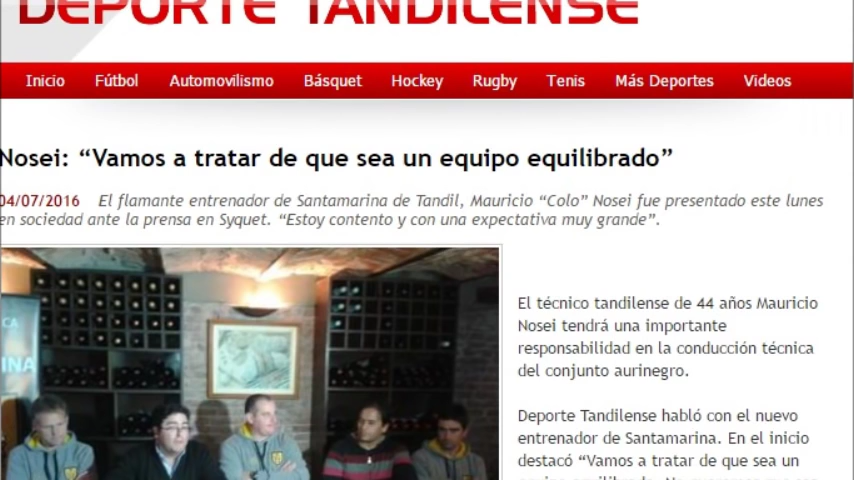 DEPORTE TANDILENSE
Inicio Fútbol Automovilismo Básquet Hockey Rugby Tenis Más Deportes Videos
Nosei: “Vamos a tratar de que sea un equipo equilibrado”
04/07/2016 El flamante entrenador de Santamarina de Tandil, Mauricio “Colo” Nosei fue presentado este lunes
en sociedad ante la prensa en Syquet. “Estoy contento y con una expectativa muy grande”.
CA
INA
El técnico tandilense de 44 años Mauricio
Nosei tendrá una importante
responsabilidad en la conducción técnica
del conjunto aurinegro.
Deporte Tandilense habló con el nuevo
entrenador de Santamarina. En el inicio
destacó “Vamos a tratar de que sea un